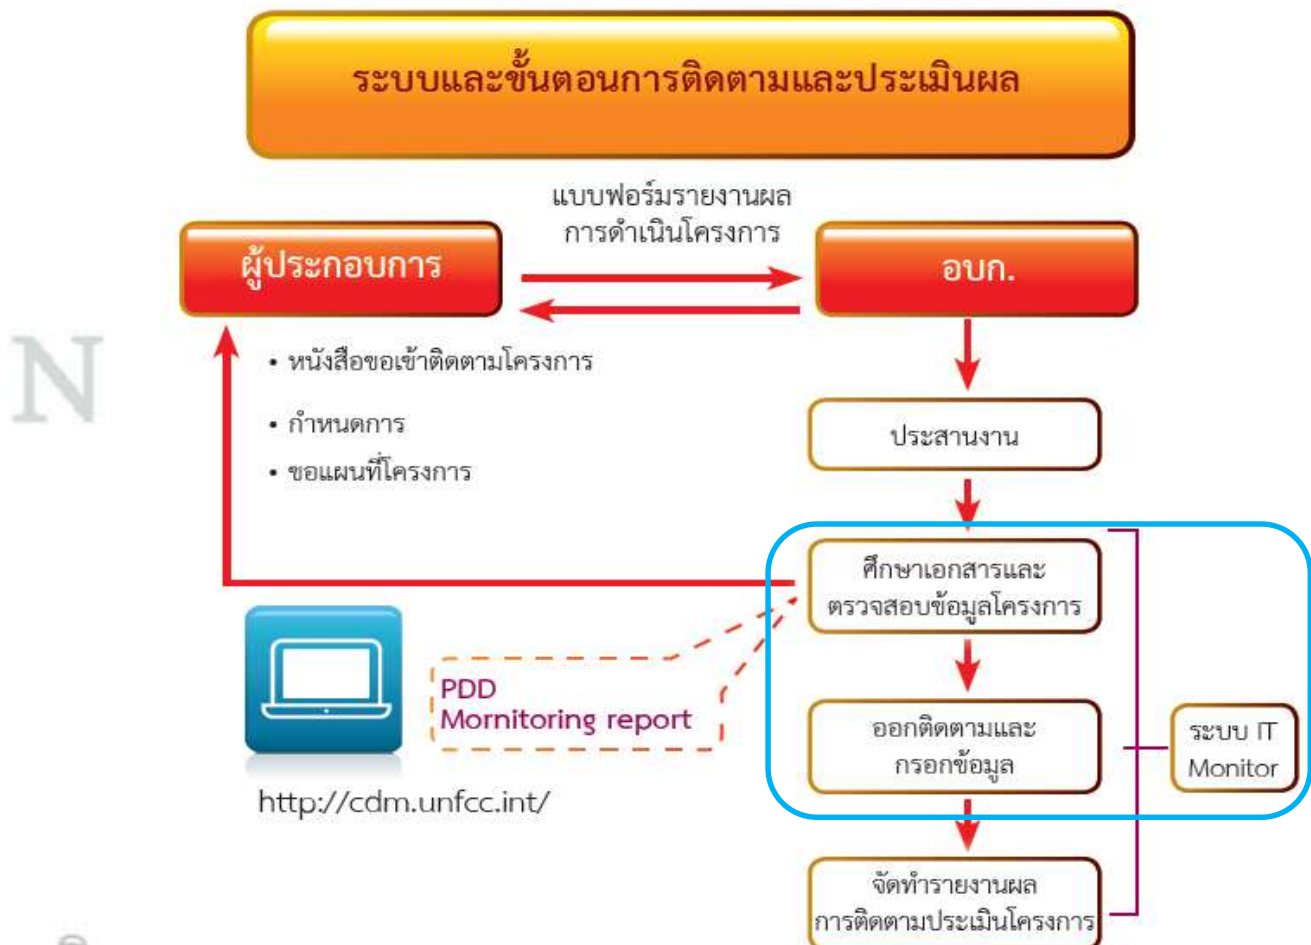 ระบบและขั้นตอนการติดตามและประเมินผล
แบบฟอร์มรายงานผล
การดำเนินโครงการ
ผู้ประกอบการ
อบก.
N
• หนังสือขอเข้าติดตามโครงการ
• กำหนดการ
• ขอแผนที่โครงการ
ประสานงาน
ศึกษาเอกสารและ
ตรวจสอบข้อมูลโครงการ
PDD
Mornitoring report
ออกติดตามและ
กรอกข้อมูล
ระบบ IT
Monitor
http://cdm.unfcc.int/
จัดทำรายงานผล
การติดตามประเมินโครงการ